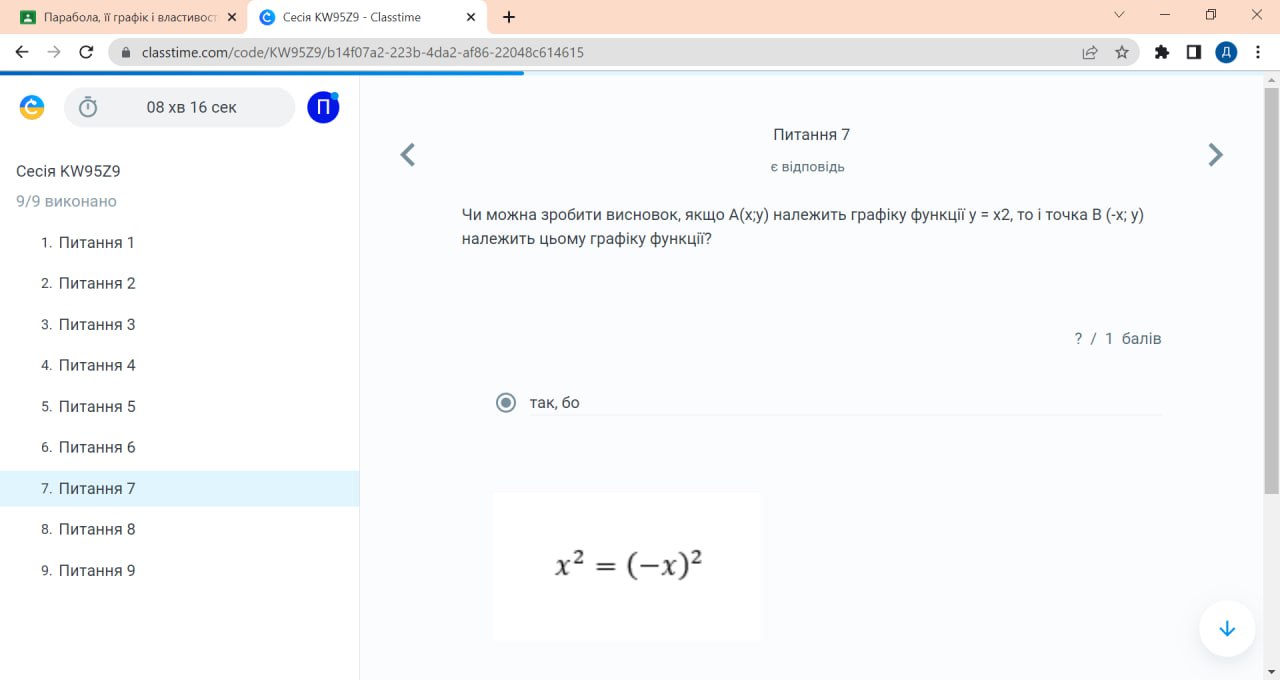 Парабола, її графік і властивост
Сесія KW95Z9 - Classtime
classtime.com/code/KW95Z9/b14f07a2-223b-4da2-af86-22048c614615
Д
08 хв 16 сек
П
Сесія KW95Z9
9/9 виконано
1. Питання 1
2. Питання 2
3. Питання 3
4. Питання 4
5. Питання 5
6. Питання 6
7. Питання 7
8. Питання 8
9. Питання 9
Питання 7
є відповідь
Чи можна зробити висновок, якщо А(х;у) належить графіку функції у = х2, то і точка В (-х; у)
належить цьому графіку функції?
? / 1 балів
так, бо
x² = (−x)²